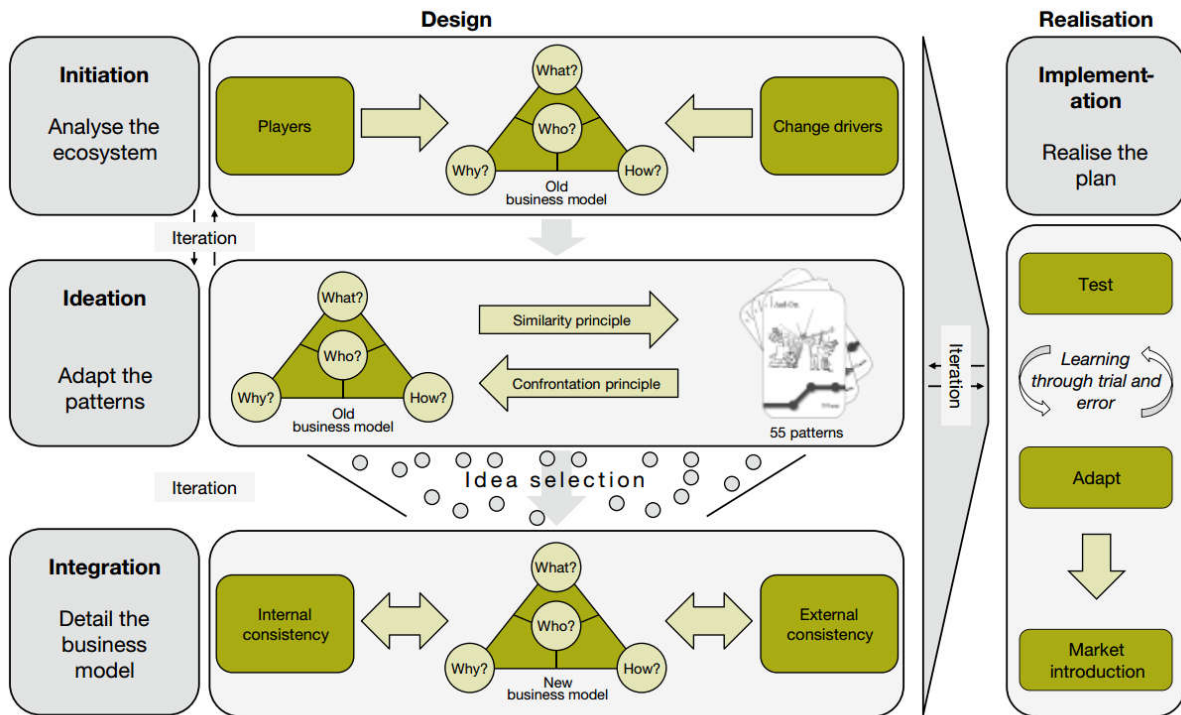 Design
Realisation
Initiation
Analyse the
ecosystem
Players
What?
Who?
Why?
How?
Old
business model
Change drivers
Implement-
ation
Realise the
plan
Iteration
Ideation
Adapt the
patterns
What?
Who?
Why?
How?
Old
business model
Similarity principle
Confrontation principle
Add-On
55 patterns
Iteration
Test
Learning
through trial and
error
Adapt
Market
introduction
Iteration
Idea selection
Integration
Detail the
business
model
Internal
consistency
What?
Who?
Why?
How?
New
business model
External
consistency